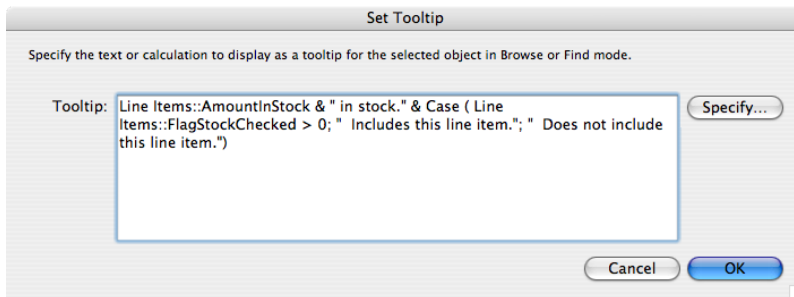 Set Tooltip
Specify the text or calculation to display as a tooltip for the selected object in Browse or Find mode.
Tooltip:
Line Items::AmountInStock & " in stock." & Case ( Line
Items::FlagStockChecked > 0; "  Includes this line item."; "  Does not include
this line item.")
Specify...
Cancel
OK